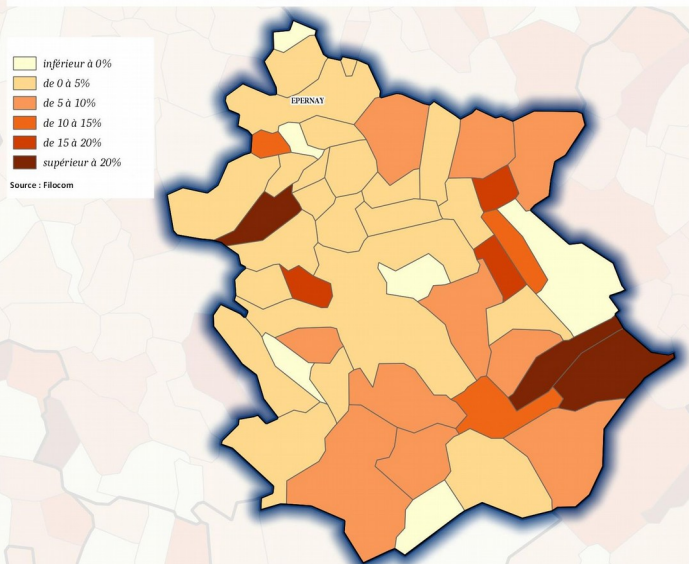 inférieur à 0%
de 0 à 5%
de 5 à 10%
de 10 à 15%
de 15 à 20%
supérieur à 20%
Source : Filocom
EPERNAY